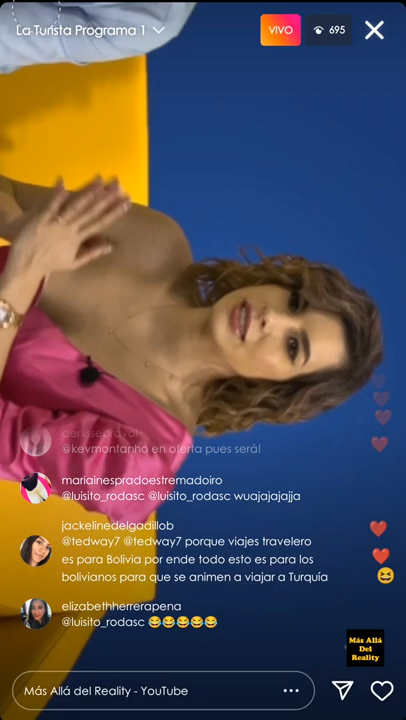 La Turista Programa 1
VIVO
695
denissebravof
@kevmontanho en oferta pues será!
mariainespradoestremadoiro
@luisito_rodasc @luisito_rodasc wuajajajajja
jackelinedelgadillob
@tedway7 @tedway7 porque viajes travelero
es para Bolivia por ende todo esto es para los
bolivianos para que se animen a viajar a Turquía
elizabethherrerapena
@luisito_rodasc 😂😂😂😂😂
Más Allá
Del
Reality
Más Allá del Reality - YouTube